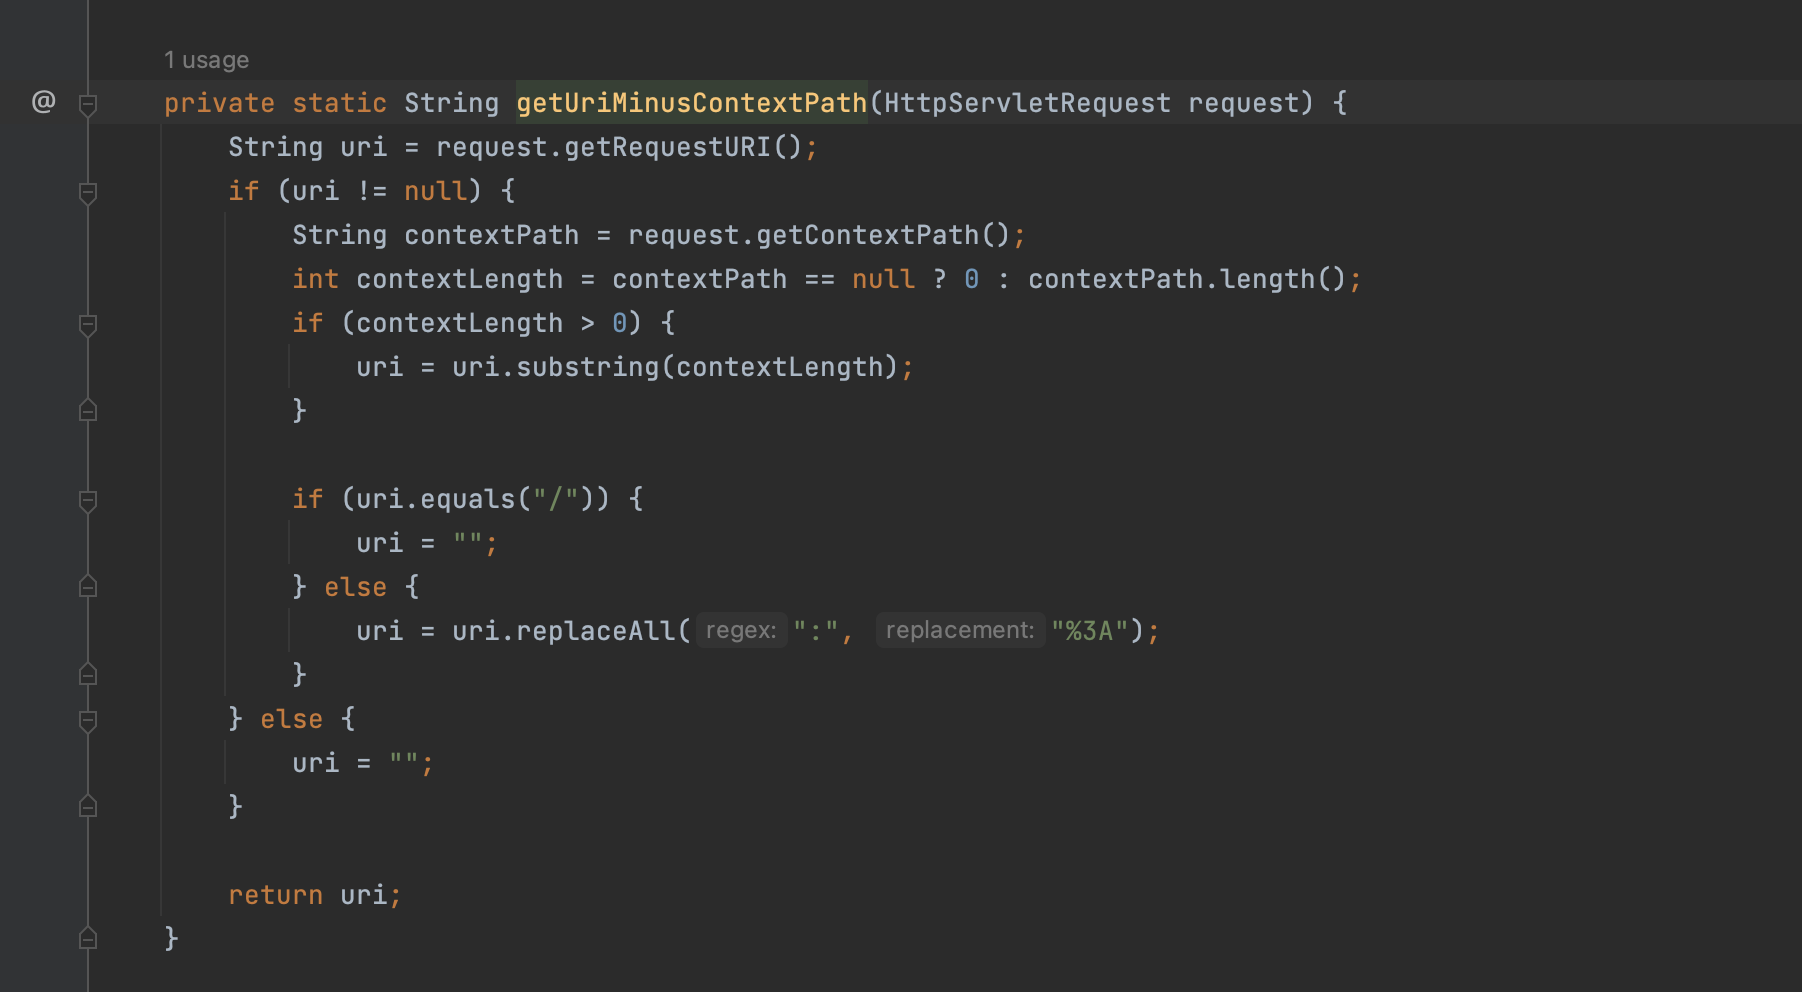 1 usage
@ private static String getUriMinusContextPath(HttpServletRequest request) {
String uri = request.getRequestURI();
if (uri != null) {
String contextPath = request.getContextPath();
int contextLength = contextPath == null ? 0 : contextPath.length();
if (contextLength > 0) {
uri = uri.substring(contextLength);
}
if (uri.equals("/")) {
uri = "";
} else {
uri = uri.replaceAll( regex: ":", replacement: "%3A");
}
} else {
uri = "";
}
return uri;
}